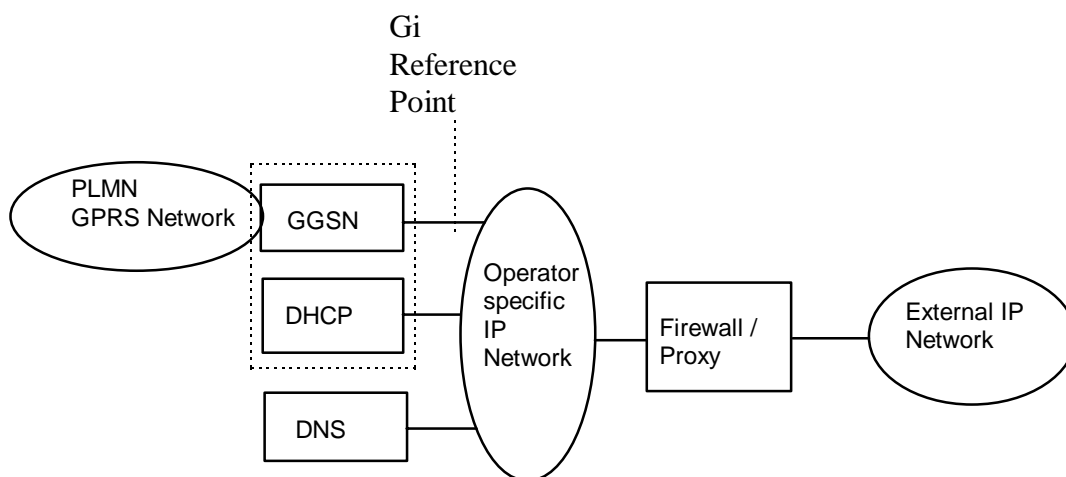 Gi
Reference
Point
PLMN
GPRS Network
GGSN
DHCP
DNS
Operator
specific
IP
Network
Firewall /
Proxy
External IP
Network